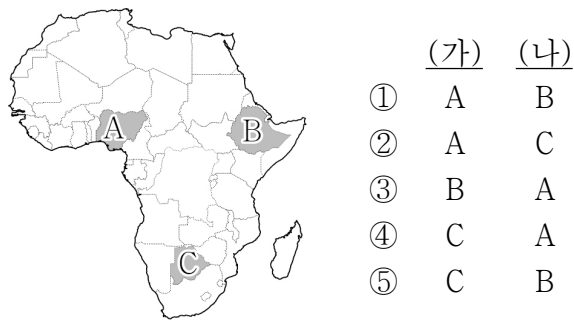 (가) (나)
① A B
② A C
③ B A
④ C A
⑤ C B
A
B
C